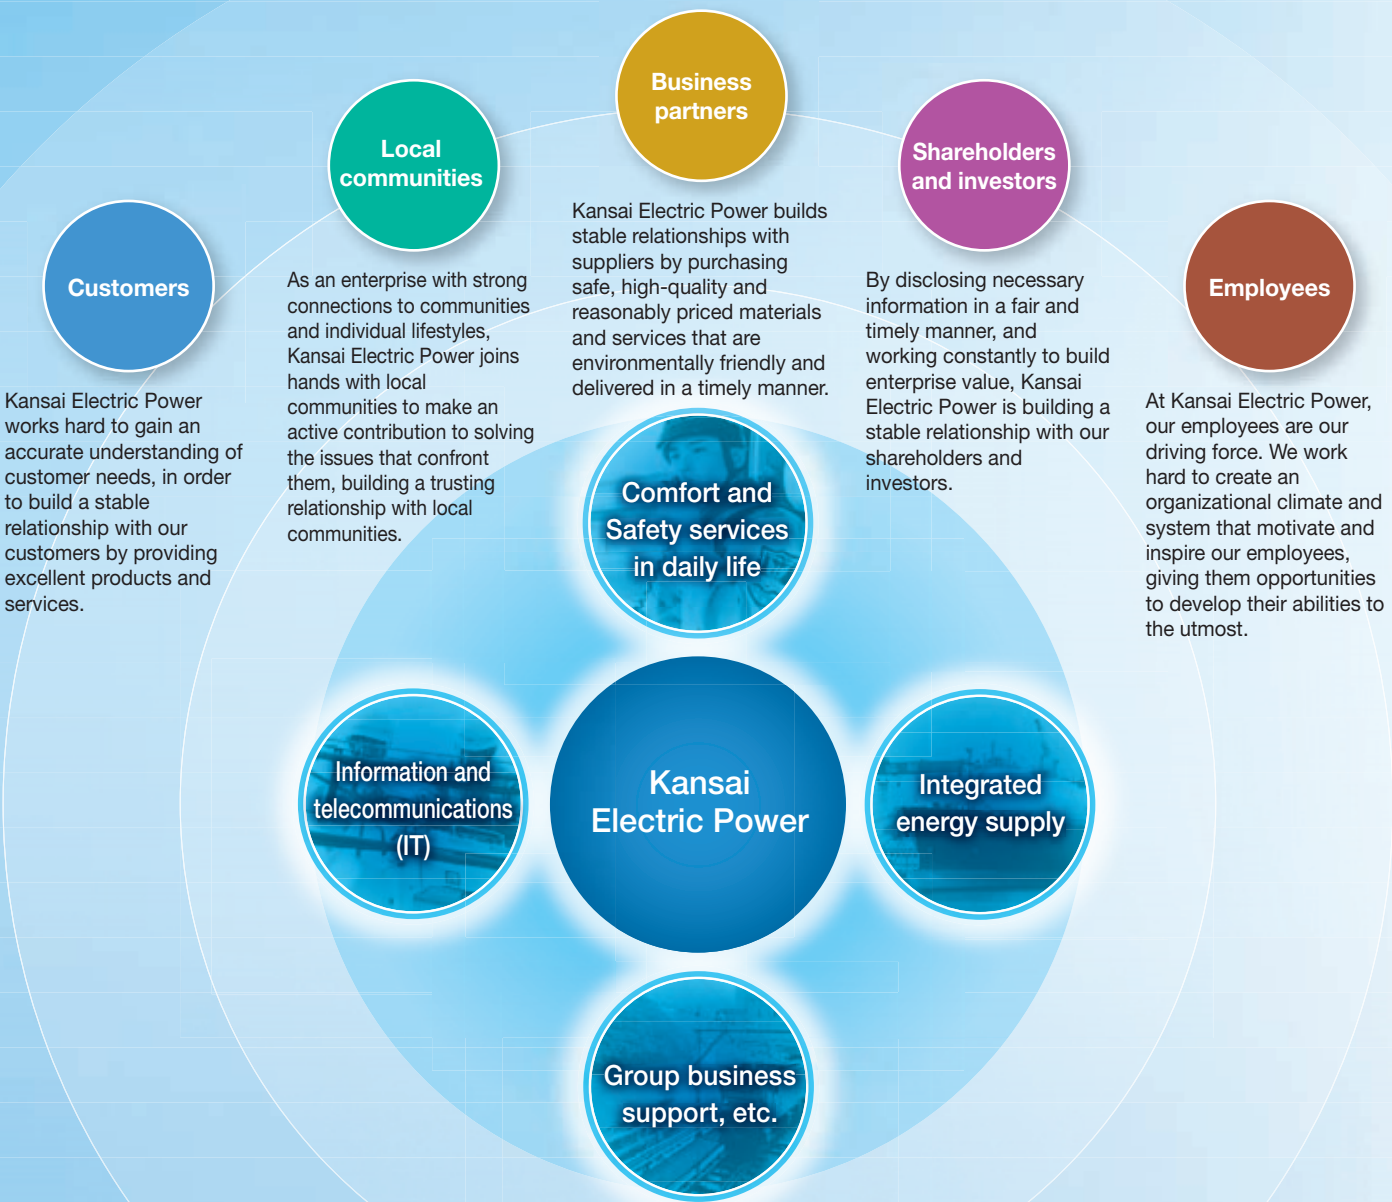 Business
partners
Local
communities
Shareholders
and investors
Customers
Employees
Kansai Electric Power
works hard to gain an
accurate understanding of
customer needs, in order
to build a stable
relationship with our
customers by providing
excellent products and
services.
As an enterprise with strong
connections to communities
and individual lifestyles,
Kansai Electric Power joins
hands with local
communities to make an
active contribution to solving
the issues that confront
them, building a trusting
relationship with local
communities.
Kansai Electric Power builds
stable relationships with
suppliers by purchasing
safe, high-quality and
reasonably priced materials
and services that are
environmentally friendly and
delivered in a timely manner.
By disclosing necessary
information in a fair and
timely manner, and
working constantly to build
enterprise value, Kansai
Electric Power is building a
stable relationship with our
shareholders and
investors.
At Kansai Electric Power,
our employees are our
driving force. We work
hard to create an
organizational climate and
system that motivate and
inspire our employees,
giving them opportunities
to develop their abilities to
the utmost.
Comfort and
Safety services
in daily life
Information and
telecommunications
(IT)
Kansai
Electric Power
Integrated
energy supply
Group business
support, etc.